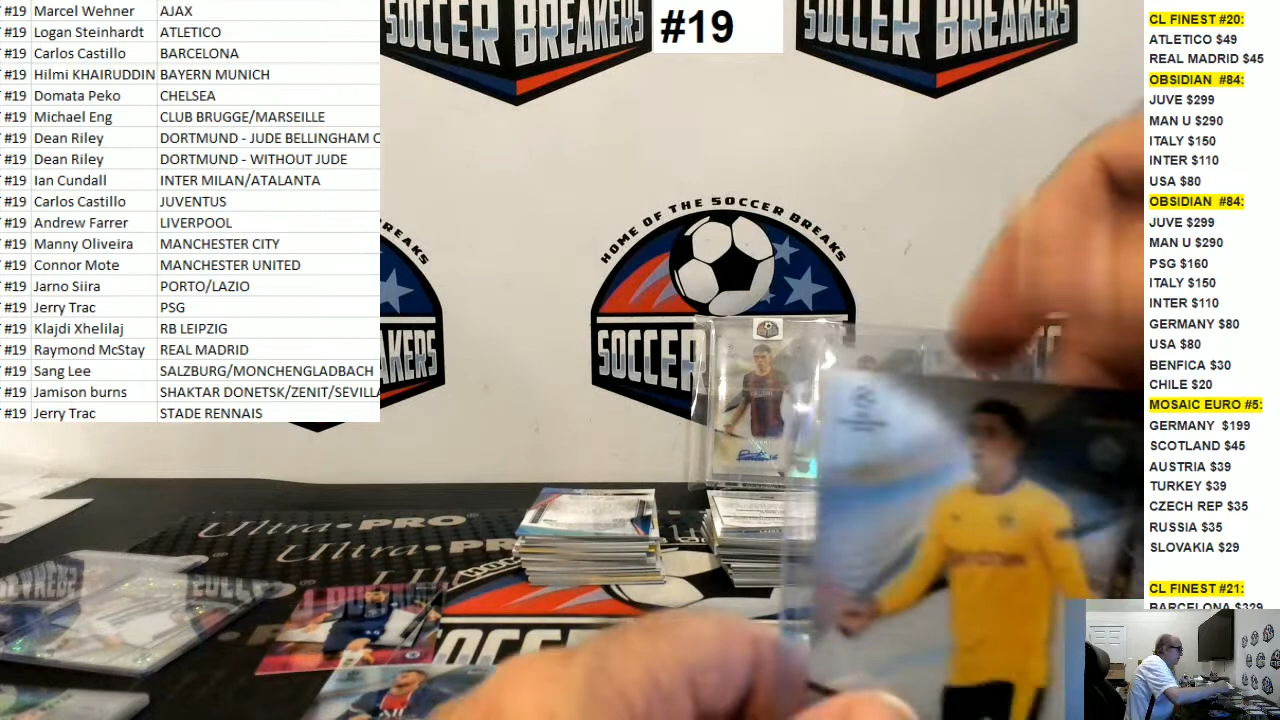 #19 Marcel Wehner AJAX
#19 Logan Steinhardt ATLETICO
#19 Carlos Castillo BARCELONA
#19 Hilmi KHAIRUDDIN BAYERN MUNICH
#19 Domata Peko CHELSEA
#19 Michael Eng CLUB BRUGGE/MARSEILLE
#19 Dean Riley DORTMUND - JUDE BELLINGHAM C
#19 Dean Riley DORTMUND - WITHOUT JUDE
#19 Ian Cundall INTER MILAN/ATALANTA
#19 Carlos Castillo JUVENTUS
#19 Andrew Farrer LIVERPOOL
#19 Manny Oliveira MANCHESTER CITY
#19 Connor Mote MANCHESTER UNITED
#19 Jarno Siira PORTO/LAZIO
#19 Jerry Trac PSG
#19 Klajdi Xhelilaj RB LEIPZIG
#19 Raymond McStay REAL MADRID
#19 Sang Lee SALZBURG/MONCHENGLADBACH
#19 Jamison burns SHAKTAR DONETSK/ZENIT/SEVILLA
#19 Jerry Trac STADE RENNAIS
SOCCER BREAKERS
#19
SOCCER BREAKERS
HOME OF THE SOCCER BREAKS
SOCCER
REAKS
AKERS
Ultra•PRO
Ultra•PR
CL FINEST #20:
ATLETICO $49
REAL MADRID $45
OBSIDIAN #84:
JUVE $299
MAN U $290
ITALY $150
INTER $110
USA $80
OBSIDIAN #84:
JUVE $299
MAN U $290
PSG $160
ITALY $150
INTER $110
GERMANY $80
USA $80
BENFICA $30
CHILE $20
MOSAIC EURO #5:
GERMANY $199
SCOTLAND $45
AUSTRIA $39
TURKEY $39
CZECH REP $35
RUSSIA $35
SLOVAKIA $29
CL FINEST #21:
BARCELONA $329